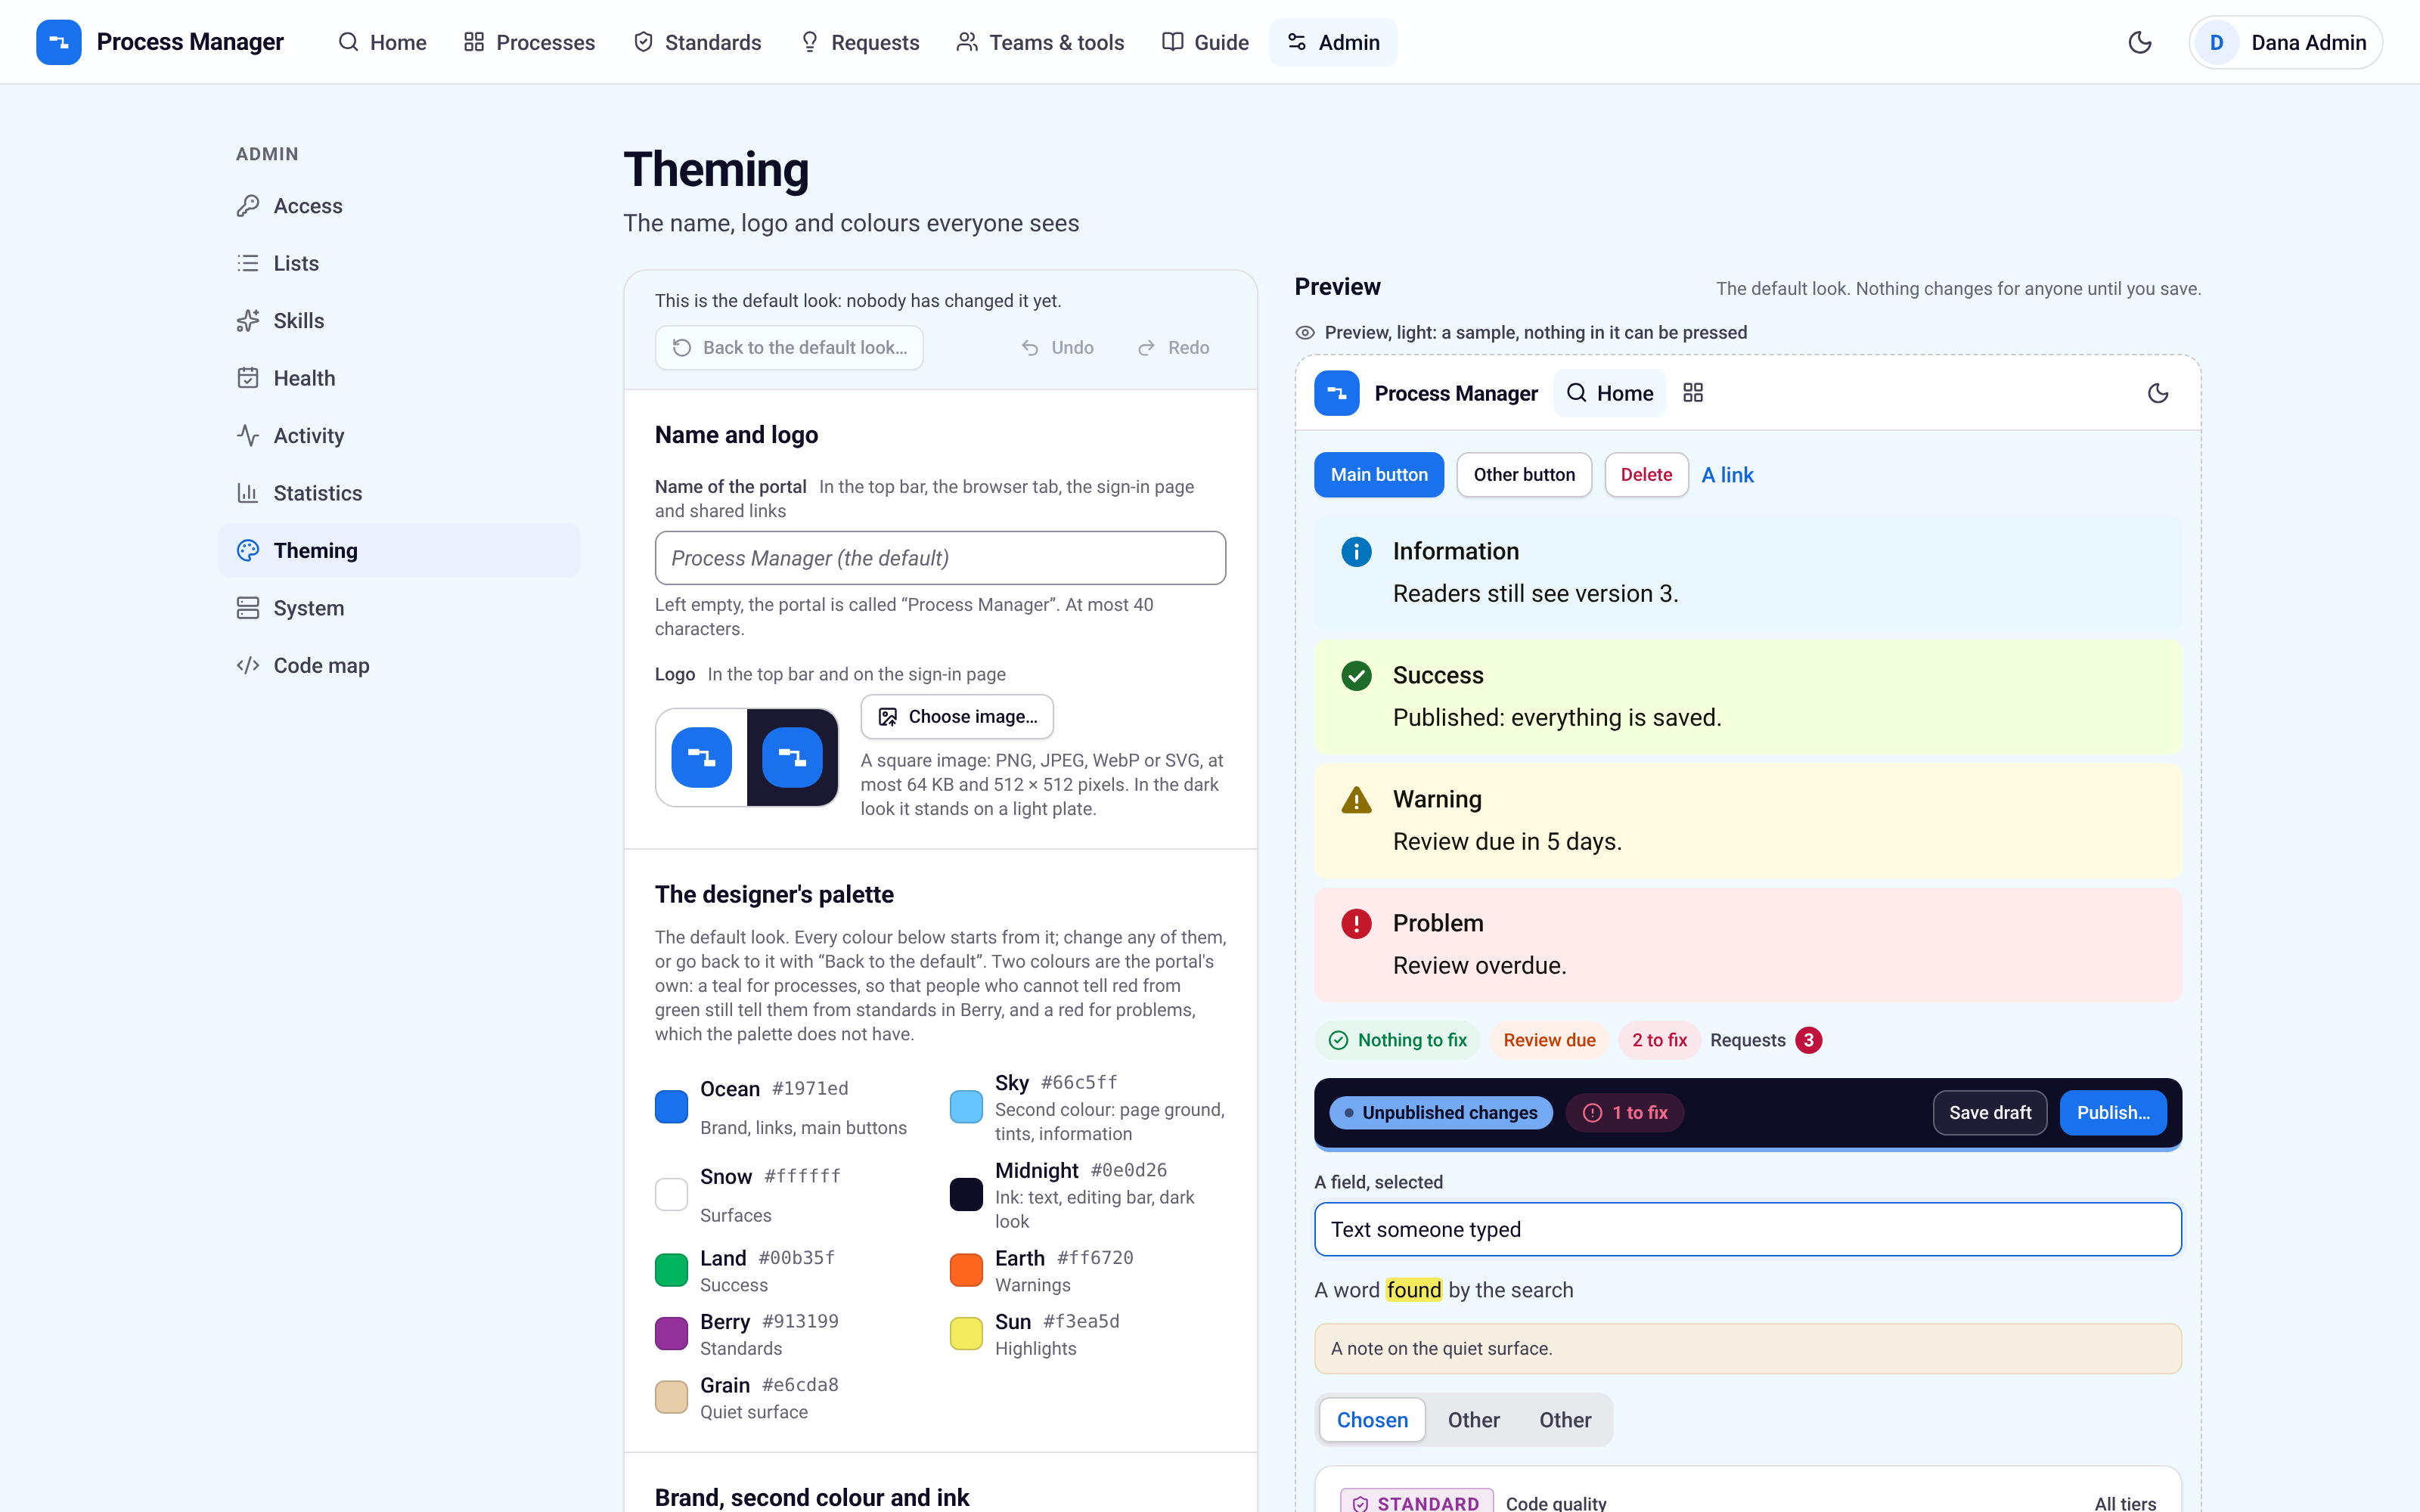 Process Manager
Home
Processes
Standards
Requests
Teams & tools
Guide
Admin
D
Dana Admin
ADMIN
Access
Lists
Skills
Health
Activity
Statistics
Theming
System
Code map
Theming
The name, logo and colours everyone sees
This is the default look: nobody has changed it yet.
Back to the default look…
Undo
Redo
Name and logo
Name of the portal In the top bar, the browser tab, the sign-in page
and shared links
Process Manager (the default)
Left empty, the portal is called “Process Manager”. At most 40
characters.
Logo In the top bar and on the sign-in page
Choose image…
A square image: PNG, JPEG, WebP or SVG, at
most 64 KB and 512 × 512 pixels. In the dark
look it stands on a light plate.
The designer's palette
The default look. Every colour below starts from it; change any of them,
or go back to it with “Back to the default”. Two colours are the portal's
own: a teal for processes, so that people who cannot tell red from
green still tell them from standards in Berry, and a red for problems,
which the palette does not have.
Ocean #1971ed
Brand, links, main buttons
Sky #66c5ff
Second colour: page ground,
tints, information
Snow #ffffff
Surfaces
Midnight #0e0d26
Ink: text, editing bar, dark
look
Land #00b35f
Success
Earth #ff6720
Warnings
Berry #913199
Standards
Sun #f3ea5d
Highlights
Grain #e6cda8
Quiet surface
Brand, second colour and ink
Preview
The default look. Nothing changes for anyone until you save.
Preview, light: a sample, nothing in it can be pressed
Process Manager
Home
Main button
Other button
Delete
A link
Information
Readers still see version 3.
Success
Published: everything is saved.
Warning
Review due in 5 days.
Problem
Review overdue.
Nothing to fix
Review due
2 to fix
Requests 3
Unpublished changes
1 to fix
Save draft
Publish…
A field, selected
Text someone typed
A word found by the search
A note on the quiet surface.
Chosen
Other
Other
STANDARD
Code quality
All tiers